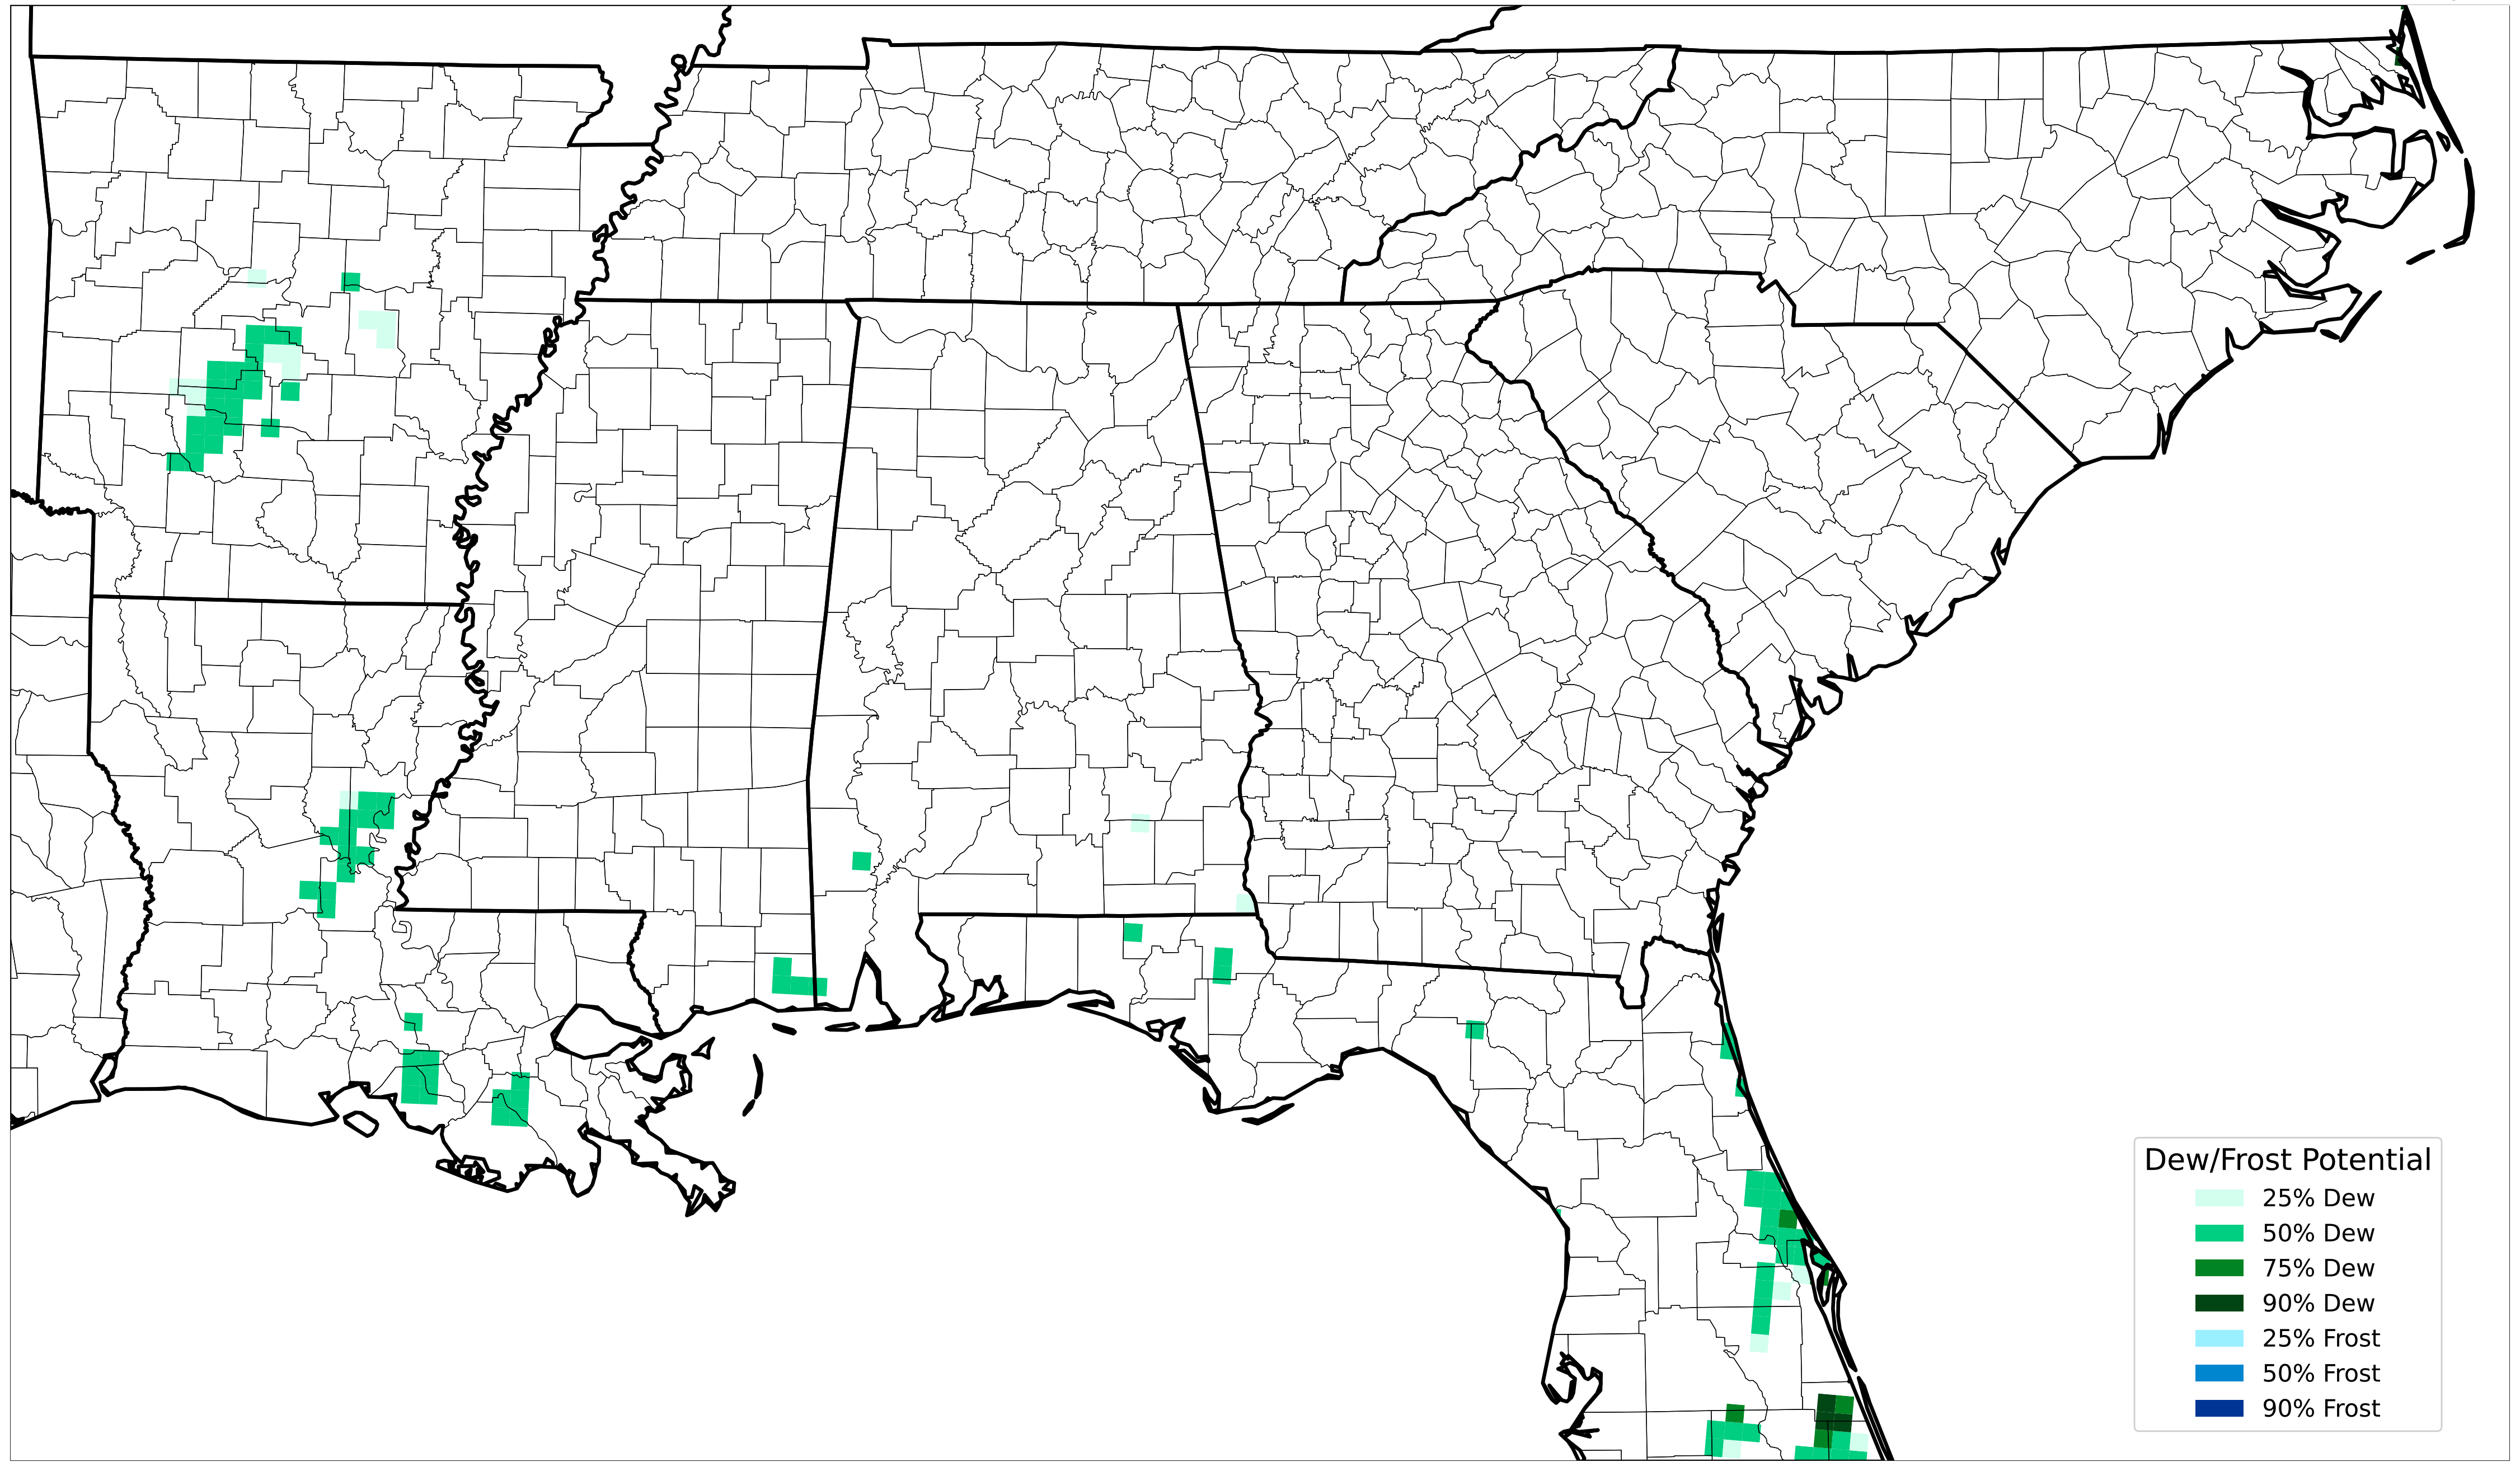 Dew/Frost Potential
25% Dew
50% Dew
75% Dew
90% Dew
25% Frost
50% Frost
90% Frost